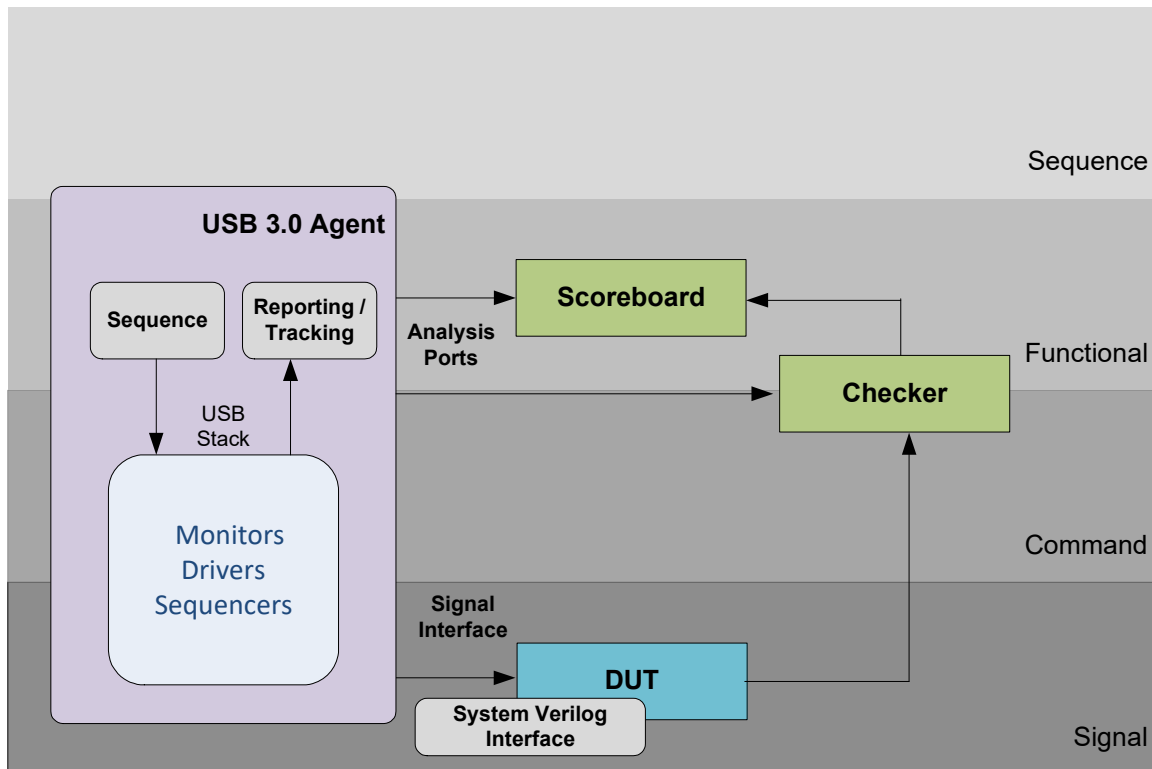 Sequence
USB 3.0 Agent
Sequence
Reporting /
Tracking
Scoreboard
Analysis
Ports
Functional
Checker
USB
Stack
Monitors
Drivers
Sequencers
Command
Signal
Interface
DUT
System Verilog
Interface
Signal